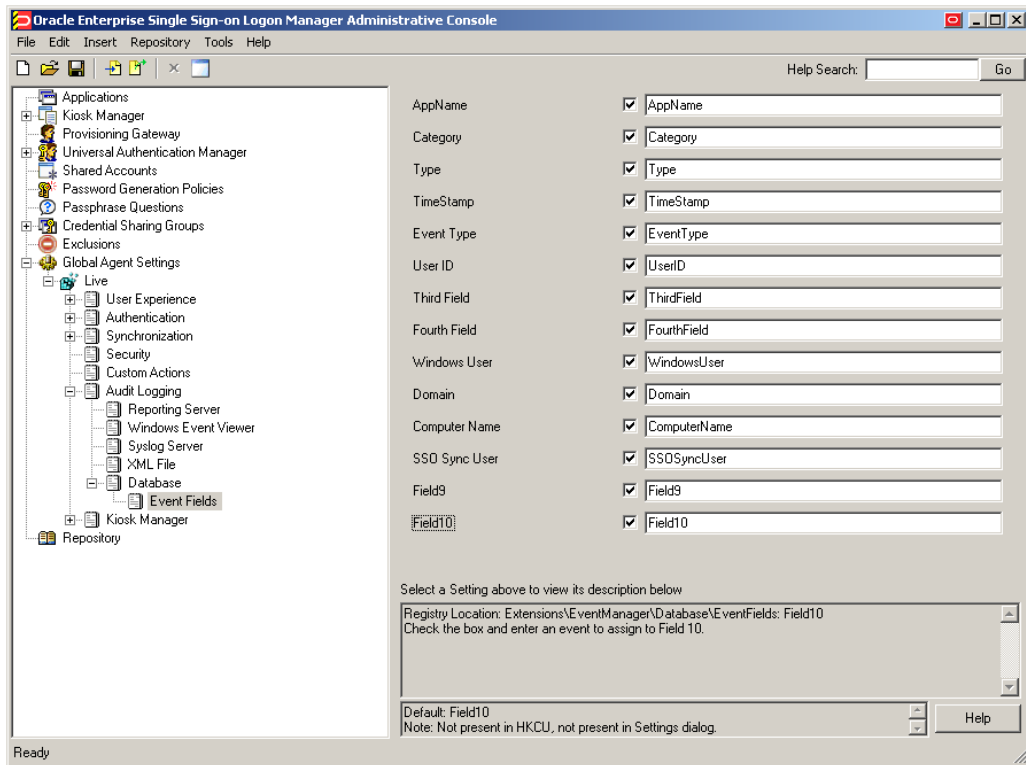 Oracle Enterprise Single Sign-on Logon Manager Administrative Console
File Edit Insert Repository Tools Help
Help Search: Go
Applications
Kiosk Manager
Provisioning Gateway
Universal Authentication Manager
Shared Accounts
Password Generation Policies
Passphrase Questions
Credential Sharing Groups
Exclusions
Global Agent Settings
Live
User Experience
Authentication
Synchronization
Security
Custom Actions
Audit Logging
Reporting Server
Windows Event Viewer
Syslog Server
XML File
Database
Event Fields
Kiosk Manager
Repository
AppName AppName
Category Category
Type Type
TimeStamp TimeStamp
Event Type EventType
User ID UserID
Third Field ThirdField
Fourth Field FourthField
Windows User WindowsUser
Domain Domain
Computer Name ComputerName
SSO Sync User SSOSyncUser
Field9 Field9
Field10 Field10
Select a Setting above to view its description below
Registry Location: Extensions\EventManager\Database\EventFields: Field10
Check the box and enter an event to assign to Field 10.
Default: Field10
Note: Not present in HKCU, not present in Settings dialog.
Help
Ready